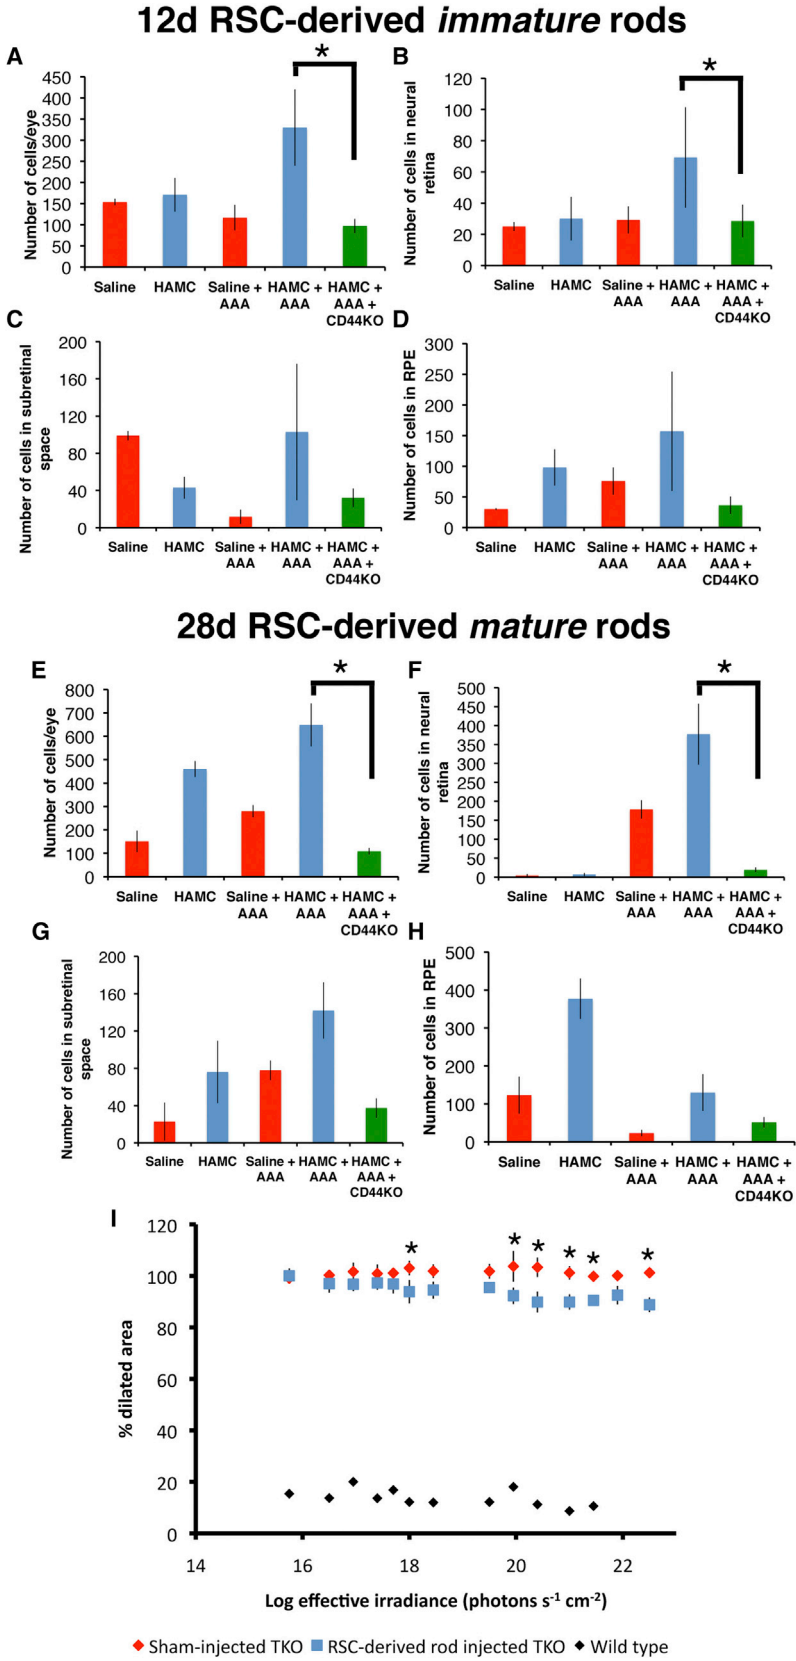 12d RSC-derived immature rods
A
Number of cells/eye
450
400
350
300
250
200
150
100
50
0
*
Saline HAMC Saline + HAMC + HAMC +
AAA AAA AAA +
CD44KO
B
Number of cells in neural
retina
120
100
80
60
40
20
0
*
Saline HAMC Saline + HAMC + HAMC +
AAA AAA AAA +
CD44KO
C
Number of cells in subretinal
space
200
160
120
80
40
0
Saline HAMC Saline + HAMC + HAMC +
AAA AAA AAA +
CD44KO
D
Number of cells in RPE
300
250
200
150
100
50
0
Saline HAMC Saline + HAMC + HAMC +
AAA AAA AAA +
CD44KO
28d RSC-derived mature rods
E
Number of cells/eye
800
700
600
500
400
300
200
100
0
*
Saline HAMC Saline + HAMC + HAMC +
AAA AAA AAA +
CD44KO
F
Number of cells in neural
retina
500
450
400
350
300
250
200
150
100
50
0
*
Saline HAMC Saline + HAMC + HAMC +
AAA AAA AAA +
CD44KO
G
Number of cells in subretinal
space
200
160
120
80
40
0
Saline HAMC Saline + HAMC + HAMC +
AAA AAA AAA +
CD44KO
H
Number of cells in RPE
500
400
300
200
100
0
Saline HAMC Saline + HAMC + HAMC +
AAA AAA AAA +
CD44KO
I
% dilated area
120
100
80
60
40
20
0
* * * * * *
14 16 18 20 22
Log effective irradiance (photons s-1 cm-2)
Sham-injected TKO RSC-derived rod injected TKO Wild type